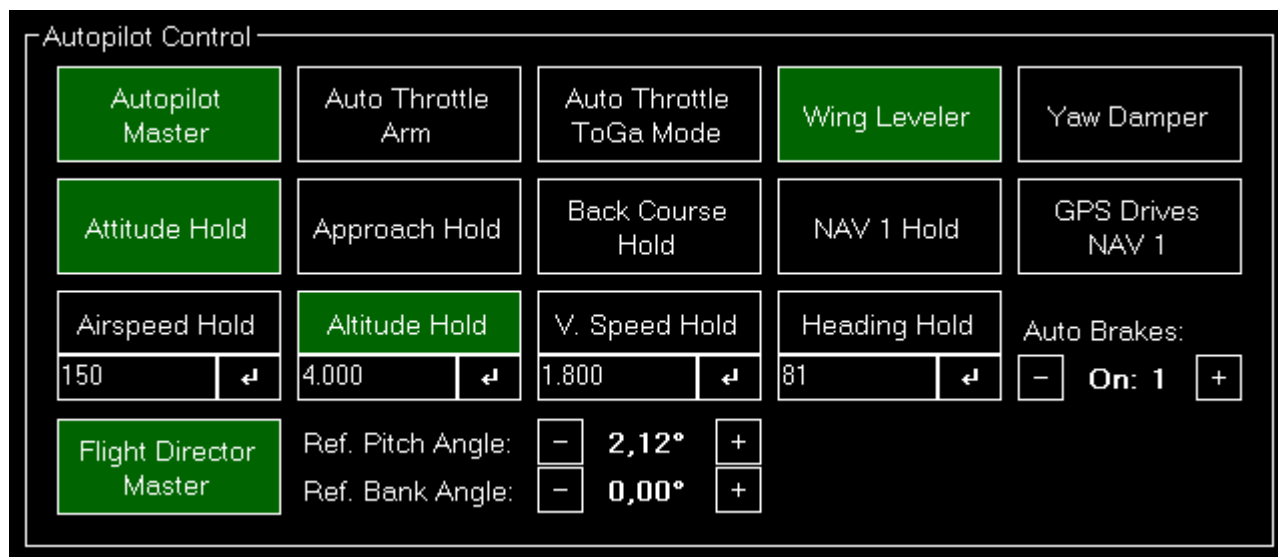 Autopilot Control
Autopilot
Master
Auto Throttle
Arm
Auto Throttle
ToGa Mode
Wing Leveler
Yaw Damper
Attitude Hold
Approach Hold
Back Course
Hold
NAV 1 Hold
GPS Drives
NAV 1
Airspeed Hold
150
Altitude Hold
4.000
V. Speed Hold
1.800
Heading Hold
81
Auto Brakes:
− On: 1 +
Flight Director
Master
Ref. Pitch Angle: − 2,12° +
Ref. Bank Angle: − 0,00° +